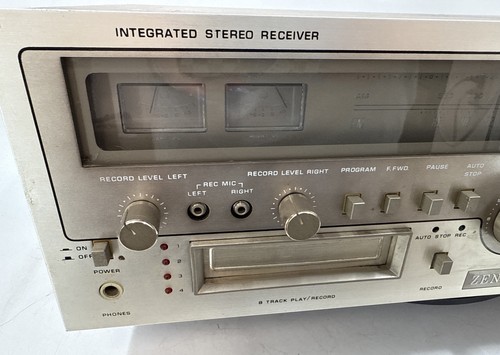 INTEGRATED STEREO RECEIVER
RECORD LEVEL LEFT
REC MIC
LEFT RIGHT
RECORD LEVEL RIGHT
PROGRAM F.FWD PAUSE AUTO STOP
ON
OFF
POWER
1
2
3
4
AUTO STOP REC
RECORD
8 TRACK PLAY/RECORD
PHONES
ZEN